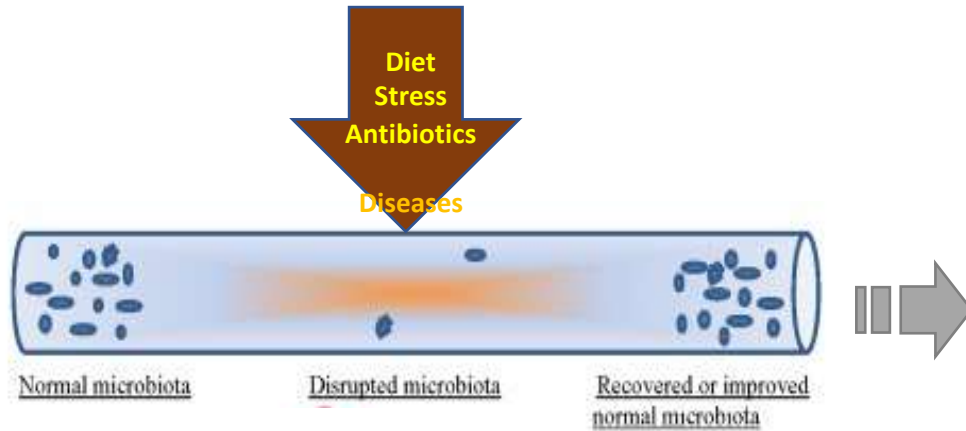 Diet
Stress
Antibiotics
Diseases
Normal microbiota
Disrupted microbiota
Recovered or improved
normal microbiota